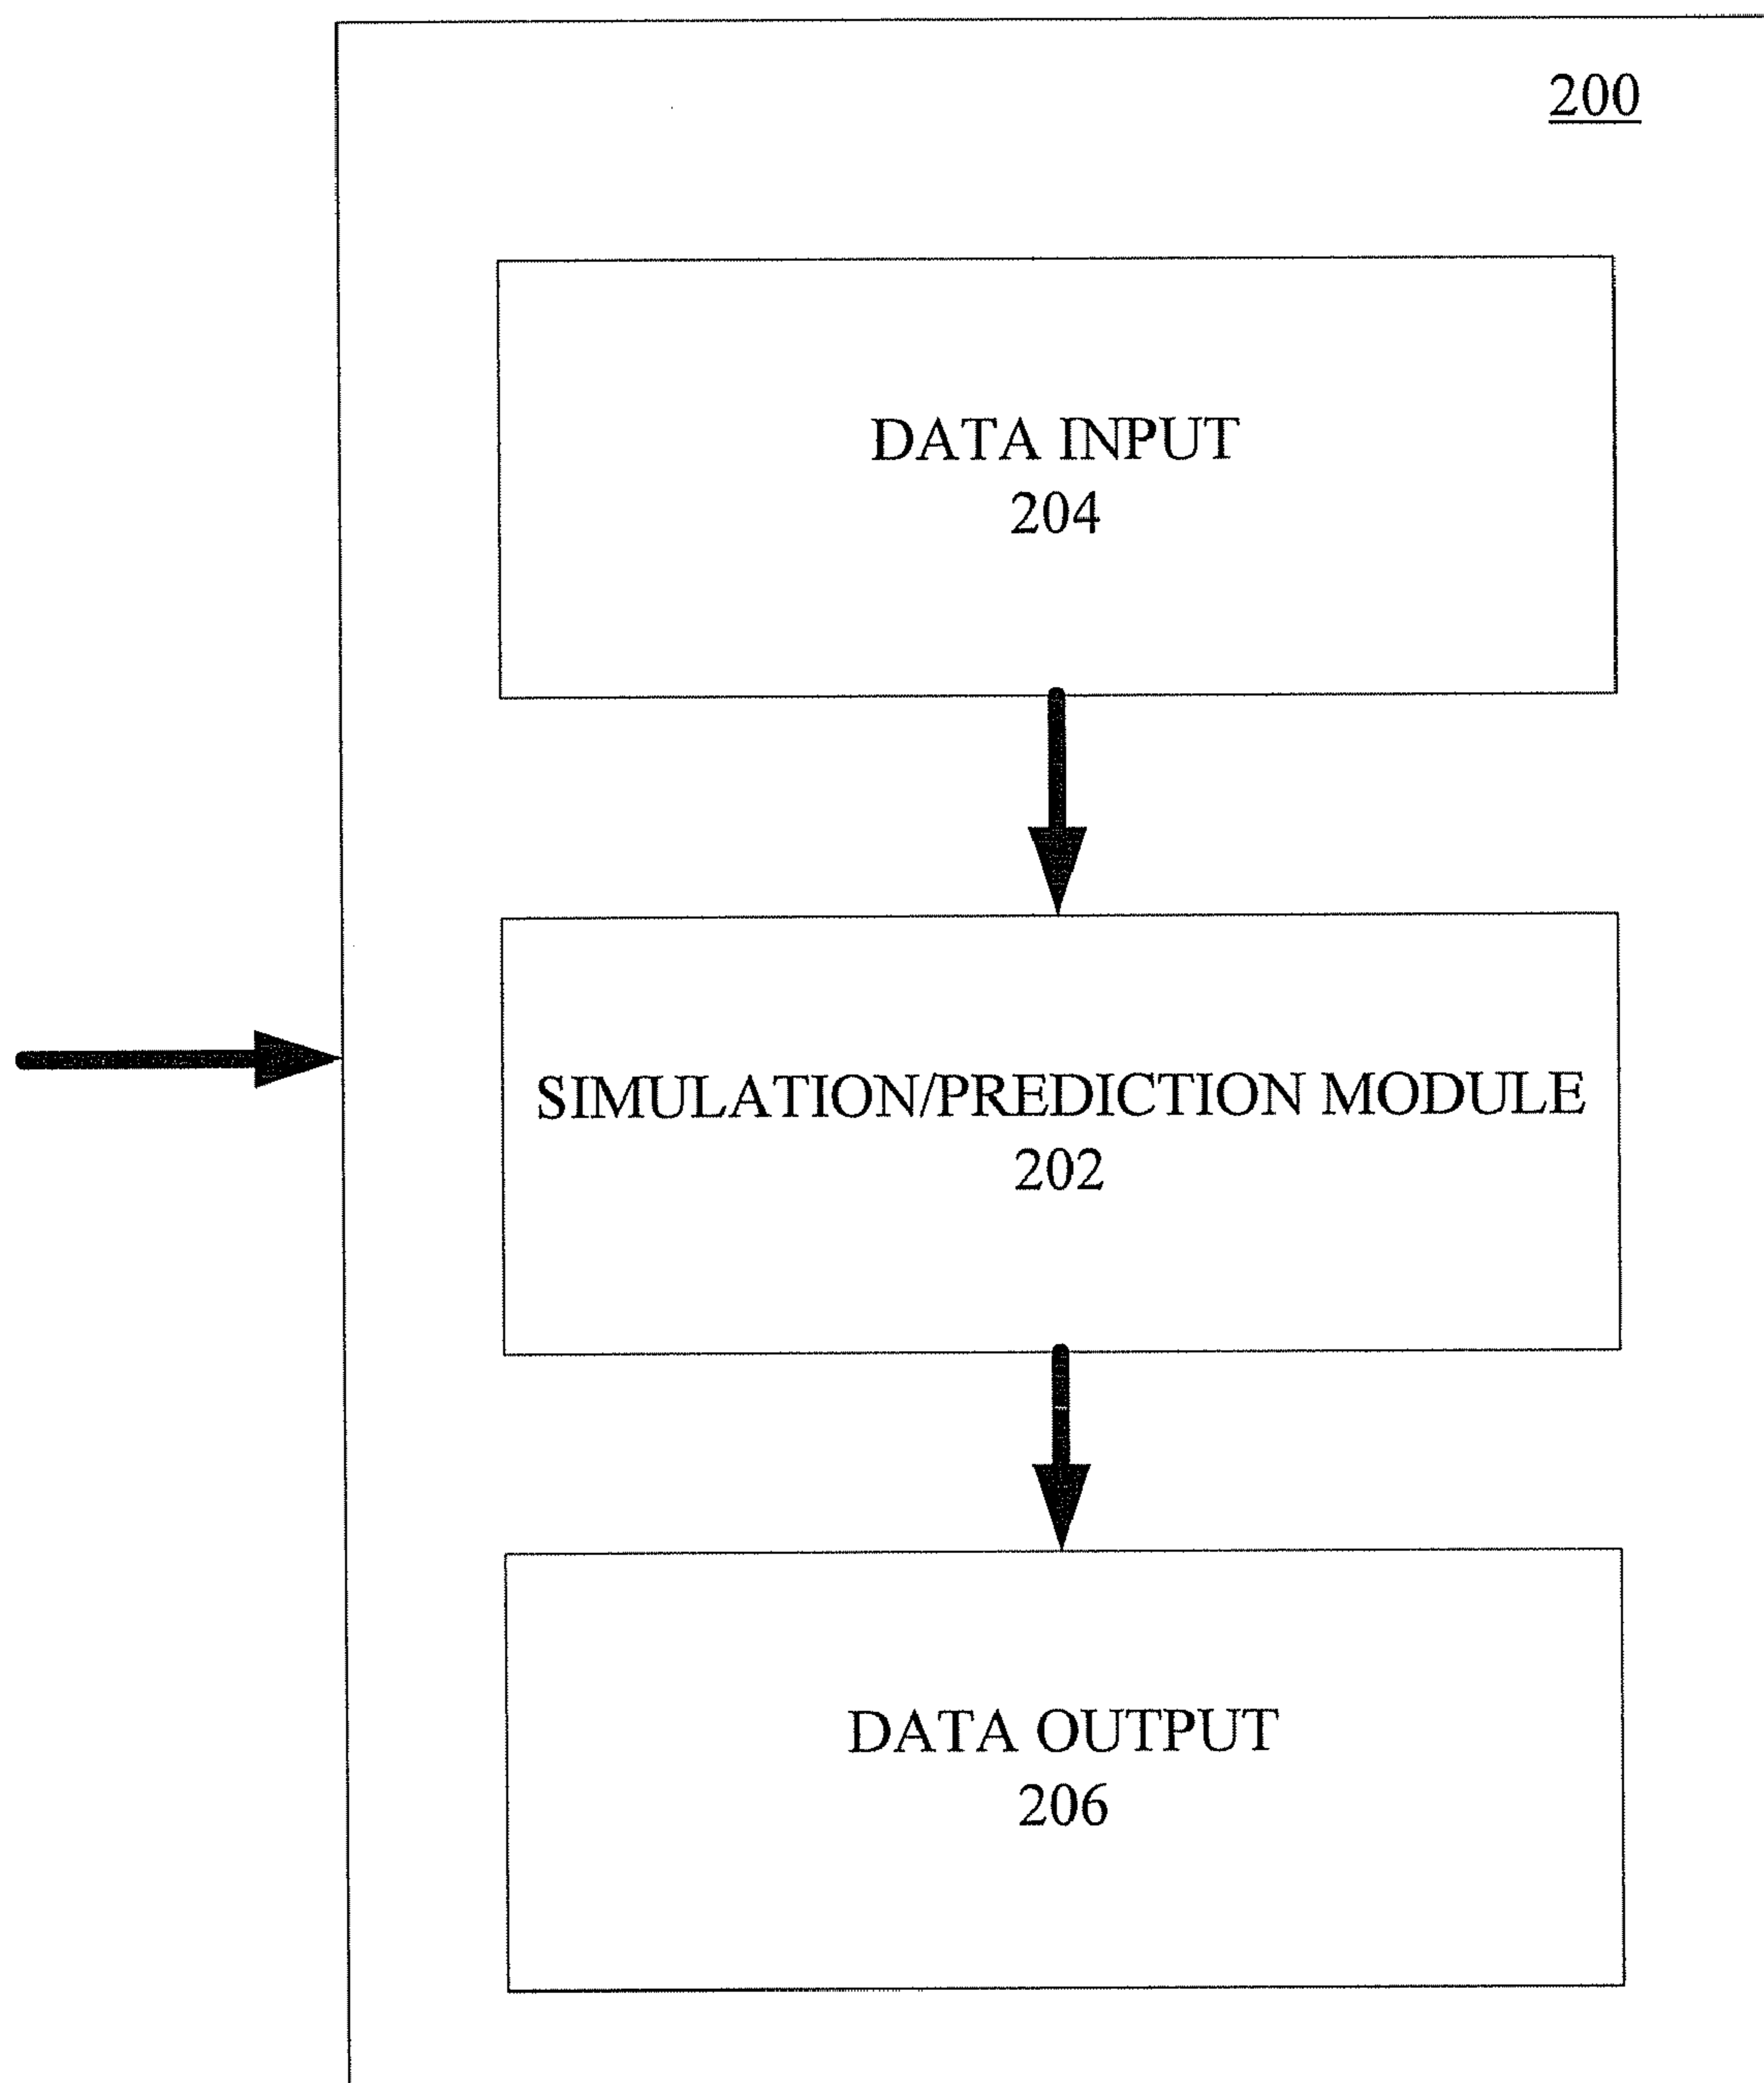 200
DATA INPUT
204
SIMULATION/PREDICTION MODULE
202
DATA OUTPUT
206